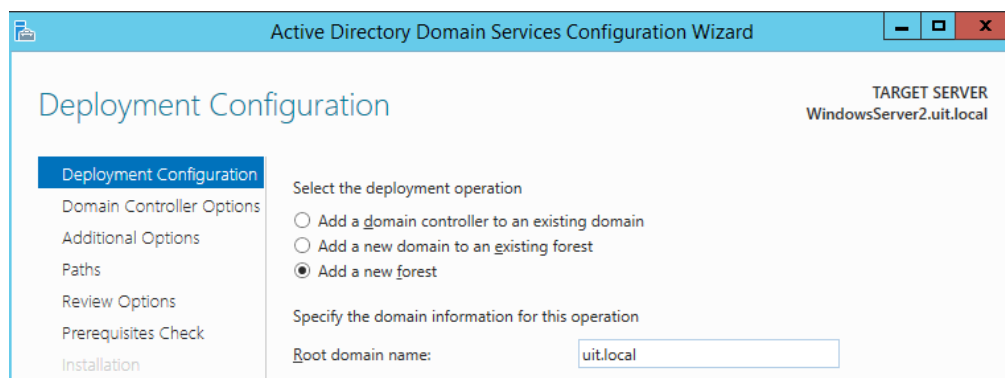 Active Directory Domain Services Configuration Wizard
Deployment Configuration
TARGET SERVER
WindowsServer2.uit.local
Deployment Configuration
Domain Controller Options
Additional Options
Paths
Review Options
Prerequisites Check
Installation
Select the deployment operation
Add a domain controller to an existing domain
Add a new domain to an existing forest
Add a new forest
Specify the domain information for this operation
Root domain name: uit.local